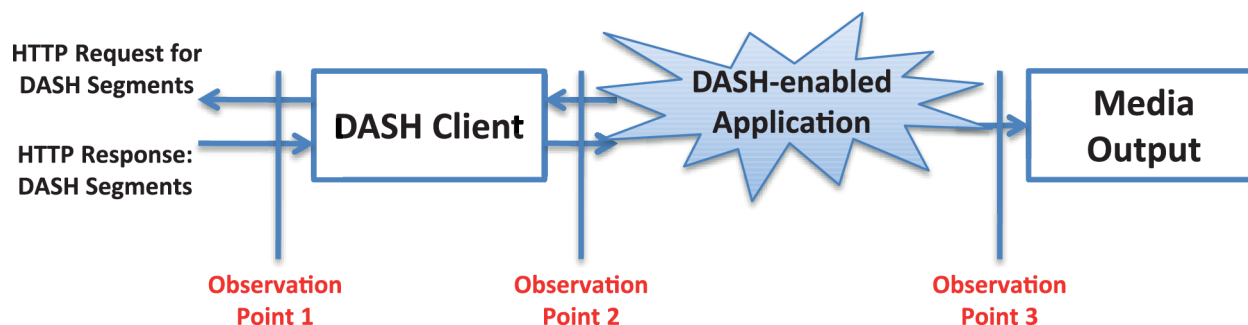 HTTP Request for
DASH Segments
HTTP Response:
DASH Segments
DASH Client
DASH-enabled
Application
Media
Output
Observation
Point 1
Observation
Point 2
Observation
Point 3